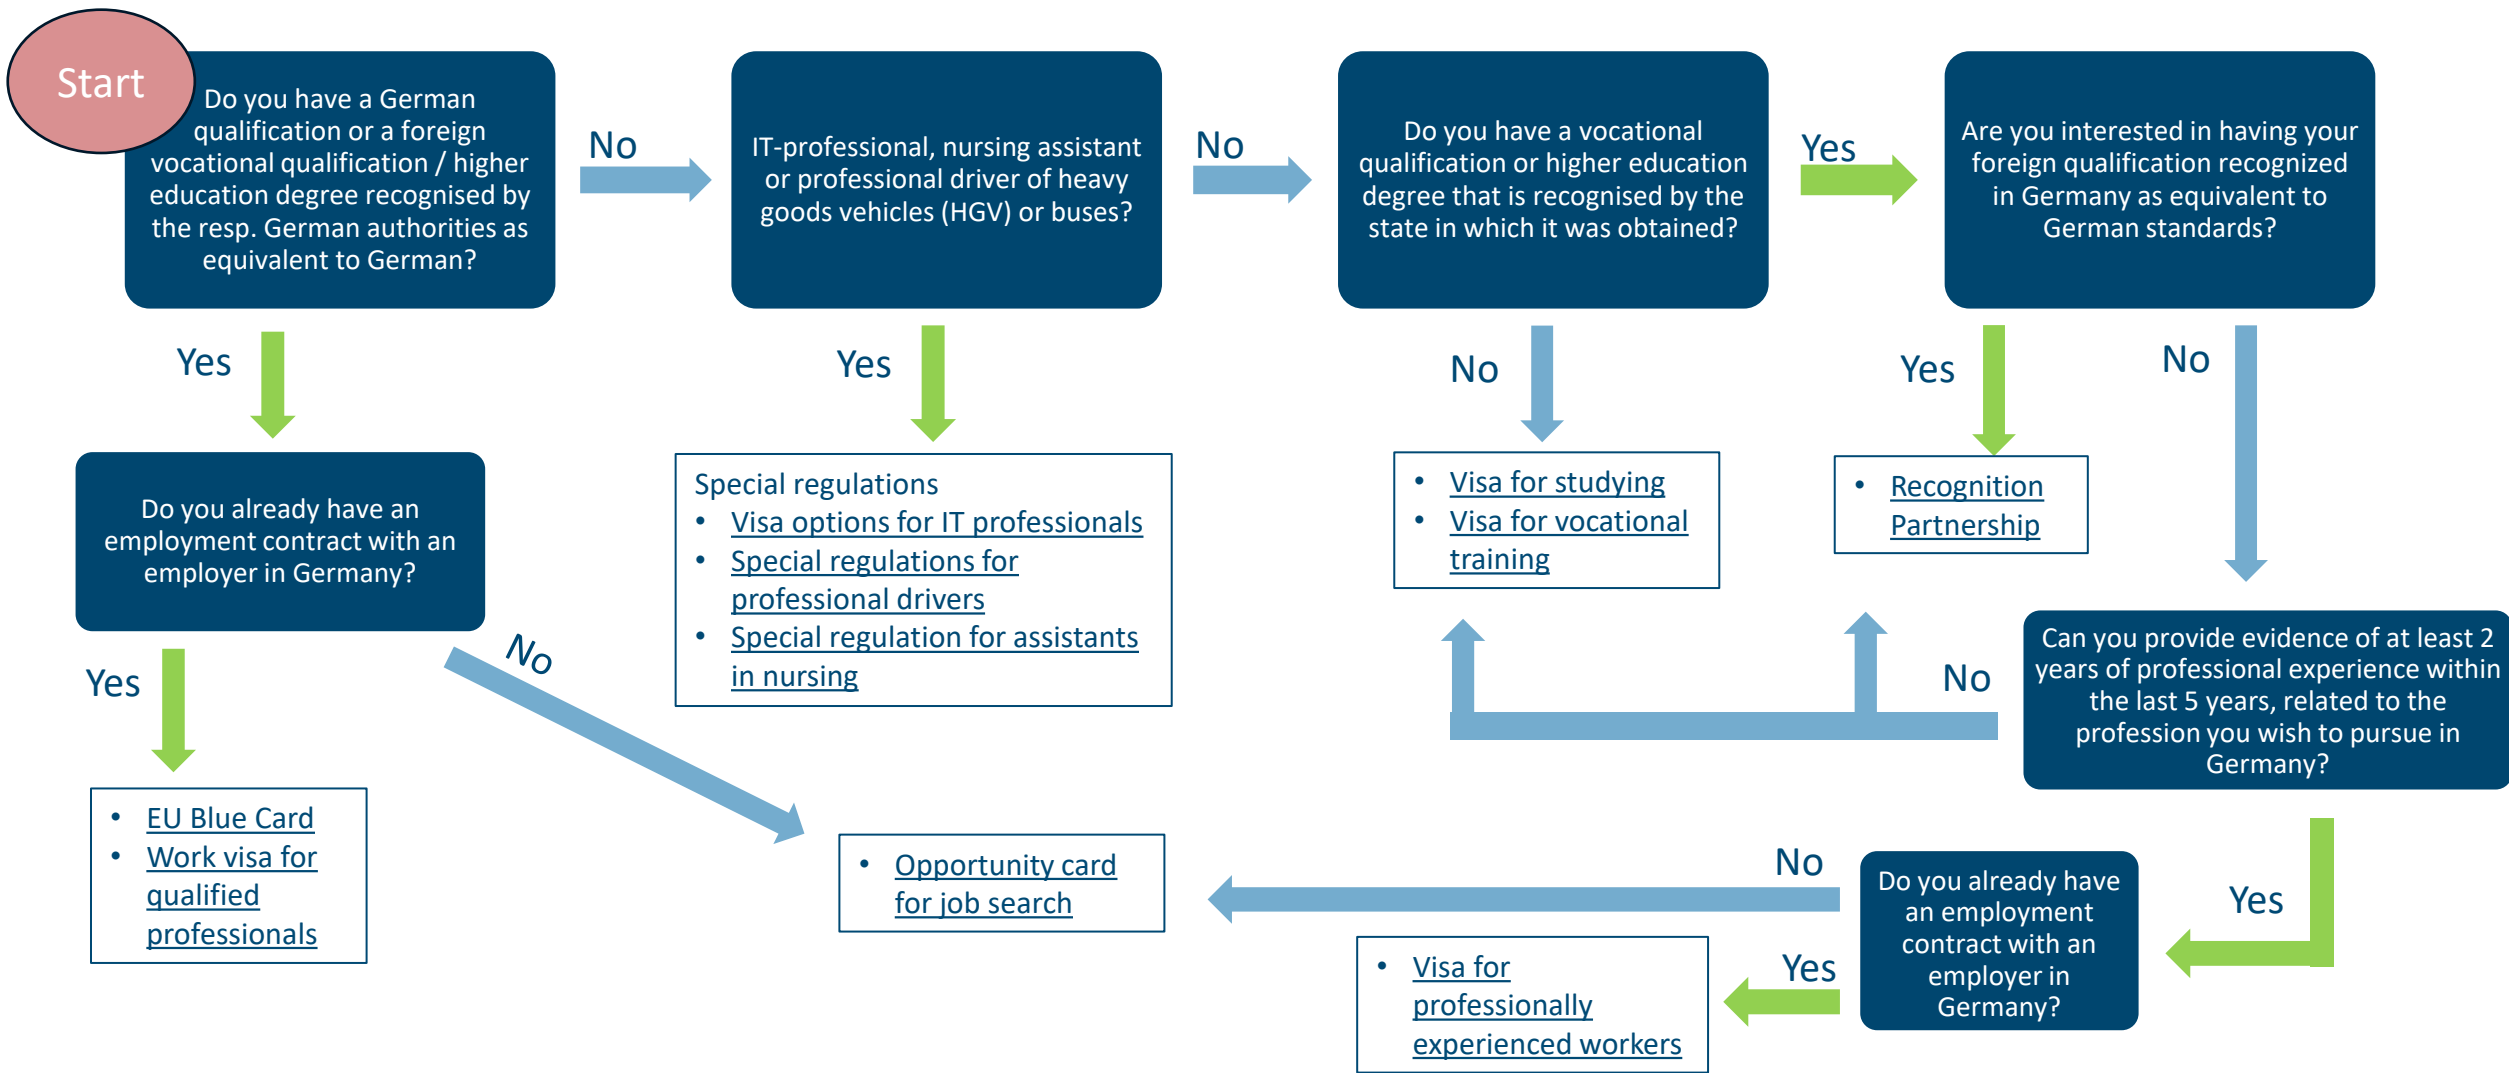 Start
Do you have a German
qualification or a foreign
vocational qualification / higher
education degree recognised by
the resp. German authorities as
equivalent to German?
No
IT-professional, nursing assistant
or professional driver of heavy
goods vehicles (HGV) or buses?
No
Do you have a vocational
qualification or higher education
degree that is recognised by the
state in which it was obtained?
Yes
Are you interested in having your
foreign qualification recognized
in Germany as equivalent to
German standards?
Yes
Yes
No
Yes
No
Do you already have an
employment contract with an
employer in Germany?
Special regulations
• Visa options for IT professionals
• Special regulations for
professional drivers
• Special regulation for assistants
in nursing
• Visa for studying
• Visa for vocational
training
• Recognition
Partnership
Yes
No
No
Can you provide evidence of at least 2
years of professional experience within
the last 5 years, related to the
profession you wish to pursue in
Germany?
• EU Blue Card
• Work visa for
qualified
professionals
• Opportunity card
for job search
No
Do you already have
an employment
contract with an
employer in
Germany?
Yes
• Visa for
professionally
experienced workers
Yes